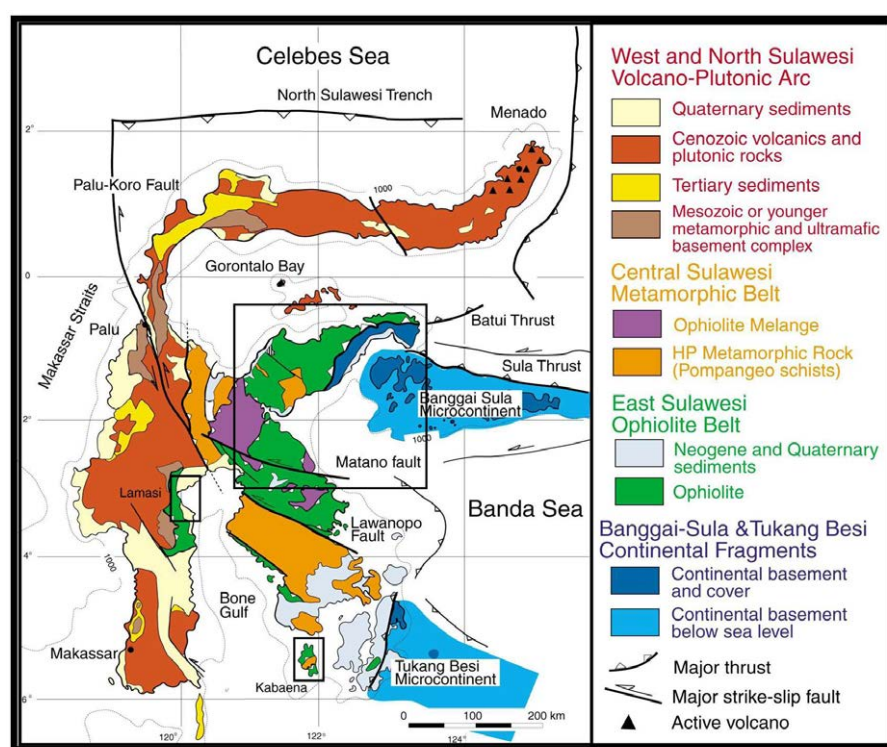 Celebes Sea
North Sulawesi Trench
Menado
2°
Palu-Koro Fault
1000
Gorontalo Bay
0
Makassar Straits
Palu
Batui Thrust
Sula Thrust
Banggai Sula
Microcontinent
2°
1000
Matano fault
Lamasi
Banda Sea
Lawanopo
Fault
4°
1000
Bone
Gulf
Makassar
Kabaena
Tukang Besi
Microcontinent
6°
0 100 200 km
120° 122° 124°
West and North Sulawesi
Volcano-Plutonic Arc
Quaternary sediments
Cenozoic volcanics and
plutonic rocks
Tertiary sediments
Mesozoic or younger
metamorphic and ultramafic
basement complex
Central Sulawesi
Metamorphic Belt
Ophiolite Melange
HP Metamorphic Rock
(Pompangeo schists)
East Sulawesi
Ophiolite Belt
Neogene and Quaternary
sediments
Ophiolite
Banggai-Sula &Tukang Besi
Continental Fragments
Continental basement
and cover
Continental basement
below sea level
Major thrust
Major strike-slip fault
Active volcano